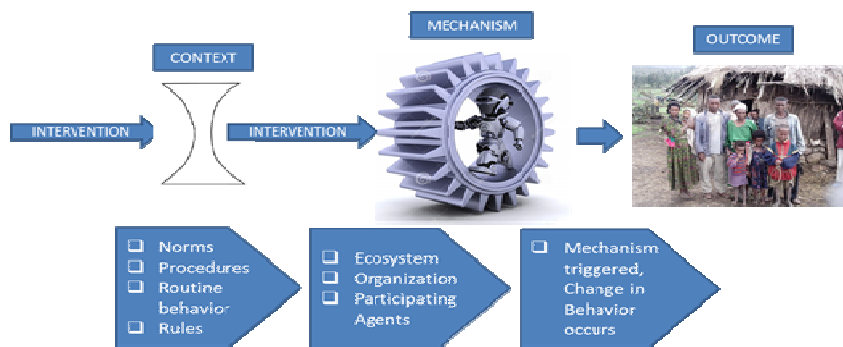 MECHANISM
OUTCOME
CONTEXT
INTERVENTION
INTERVENTION
Norms
Procedures
Routine
behavior
Rules
Ecosystem
Organization
Participating
Agents
Mechanism
triggered,
Change in
Behavior
occurs